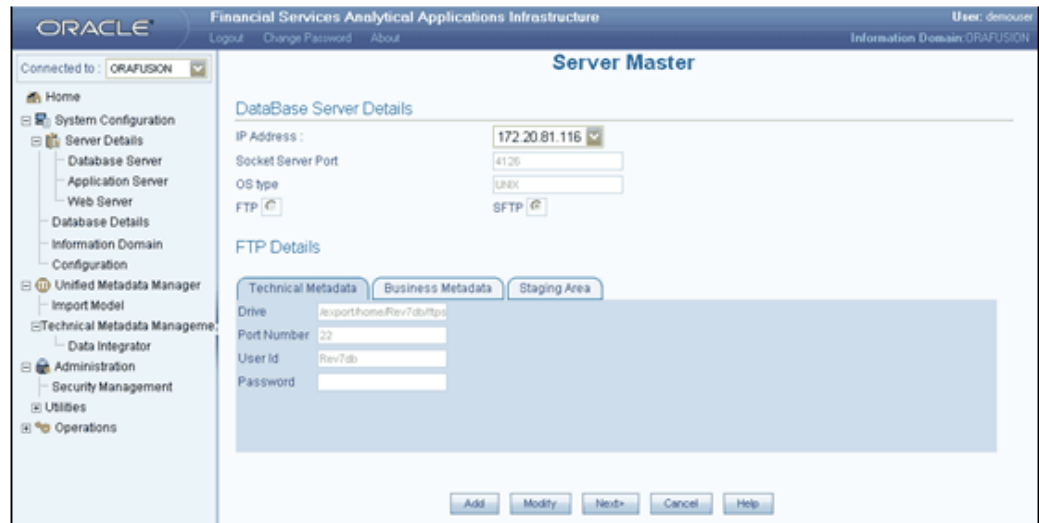 ORACLE
Financial Services Analytical Applications Infrastructure
User: demouser
Logout Change Password About
Information Domain:ORAFUSION
Connected to : ORAFUSION
Home
System Configuration
Server Details
Database Server
Application Server
Web Server
Database Details
Information Domain
Configuration
Unified Metadata Manager
Import Model
Technical Metadata Manageme
Data Integrator
Administration
Security Management
Utilities
Operations
Server Master
DataBase Server Details
IP Address : 172.20.81.116
Socket Server Port 4126
OS type UNIX
FTP SFTP
FTP Details
Technical Metadata Business Metadata Staging Area
Drive /export/home/Rev7db/ftps
Port Number 22
User Id Rev7db
Password
Add Modify Next> Cancel Help